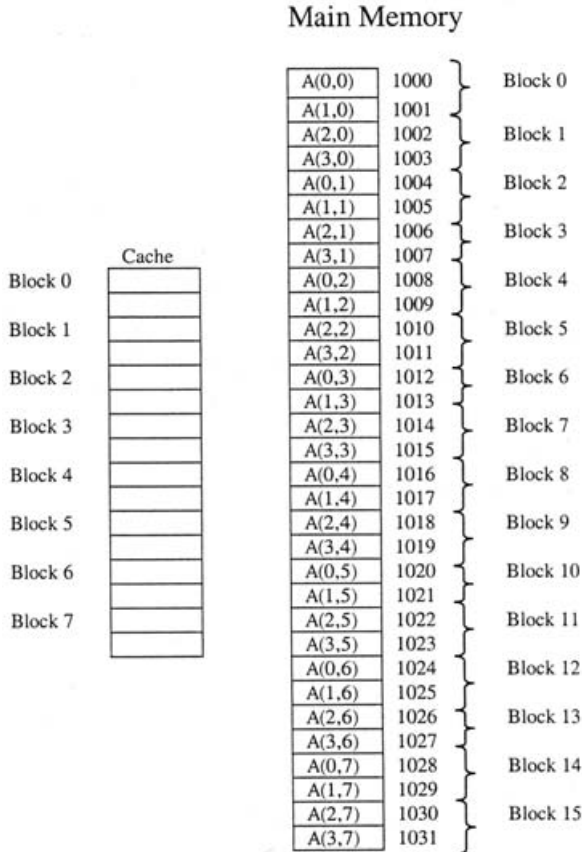 Main Memory
A(0,0) 1000 Block 0
A(1,0) 1001
A(2,0) 1002 Block 1
A(3,0) 1003
A(0,1) 1004 Block 2
A(1,1) 1005
A(2,1) 1006 Block 3
Cache A(3,1) 1007
Block 0 A(0,2) 1008 Block 4
A(1,2) 1009
Block 1 A(2,2) 1010 Block 5
A(3,2) 1011
Block 2 A(0,3) 1012 Block 6
A(1,3) 1013
Block 3 A(2,3) 1014 Block 7
A(3,3) 1015
Block 4 A(0,4) 1016 Block 8
A(1,4) 1017
Block 5 A(2,4) 1018 Block 9
A(3,4) 1019
Block 6 A(0,5) 1020 Block 10
A(1,5) 1021
Block 7 A(2,5) 1022 Block 11
A(3,5) 1023
A(0,6) 1024 Block 12
A(1,6) 1025
A(2,6) 1026 Block 13
A(3,6) 1027
A(0,7) 1028 Block 14
A(1,7) 1029
A(2,7) 1030 Block 15
A(3,7) 1031